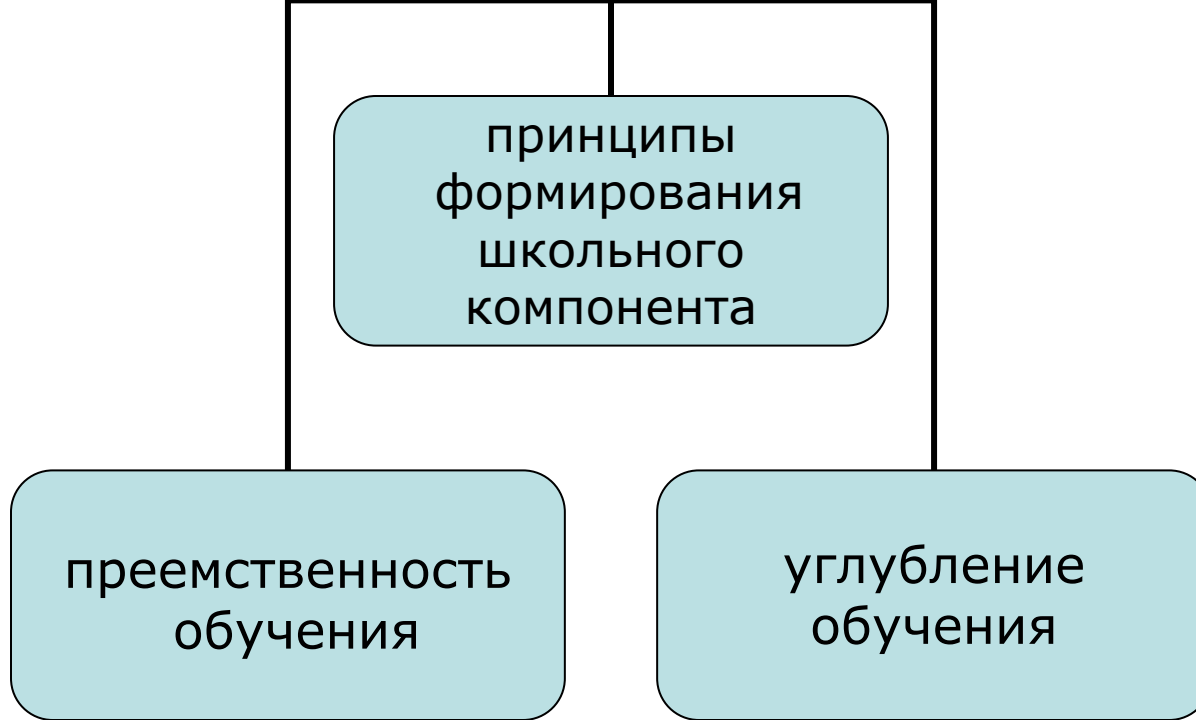 принципы
формирования
школьного
компонента
преемственность
обучения
углубление
обучения